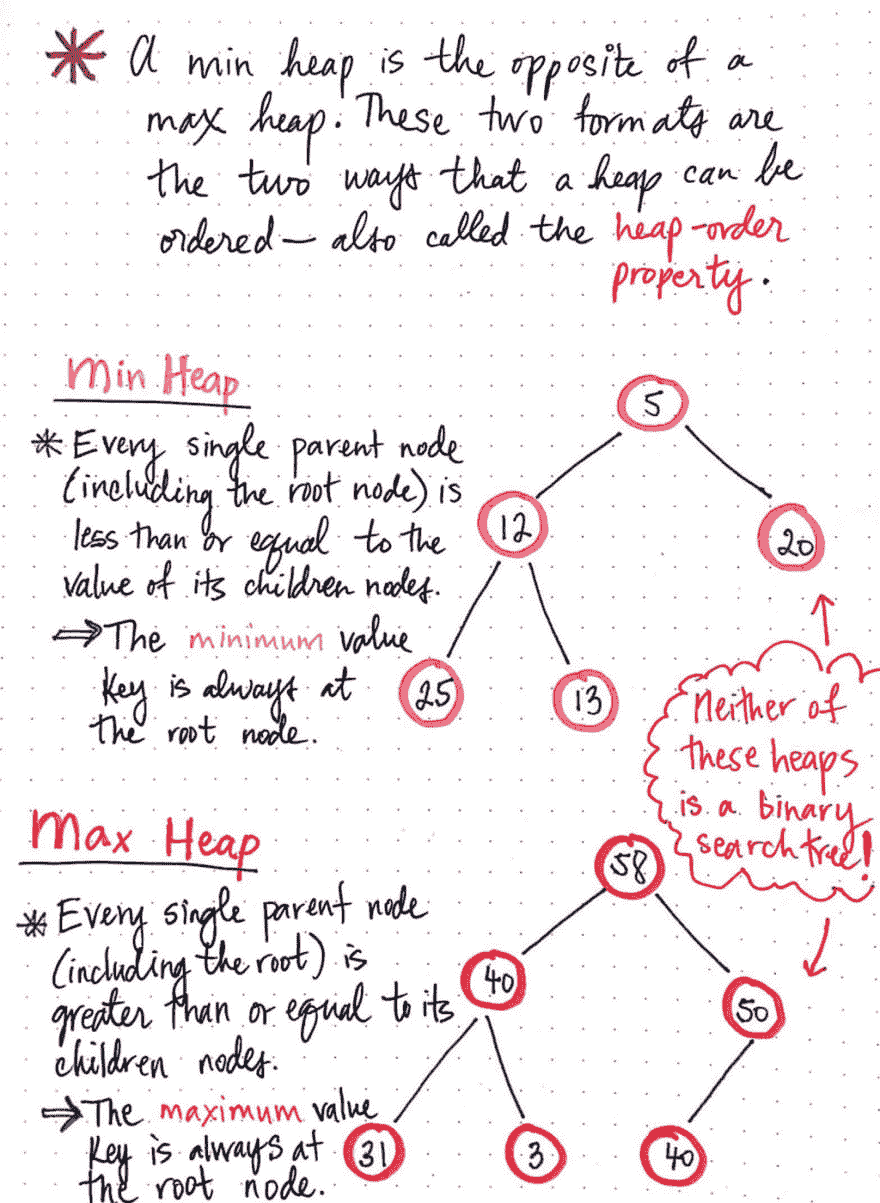 * A min heap is the opposite of a
max heap. These two formats are
the two ways that a heap can be
ordered — also called the heap-order
property.
Min Heap
* Every single parent node
(including the root node) is
less than or equal to the
value of its children nodes.
⇒ The minimum value
key is always at
the root node.
5
12
20
25
13
Neither of
these heaps
is a binary
search tree!
Max Heap
* Every single parent node
(including the root) is
greater than or equal to its
children nodes.
⇒ The maximum value
key is always at
the root node.
58
40
50
31
3
40